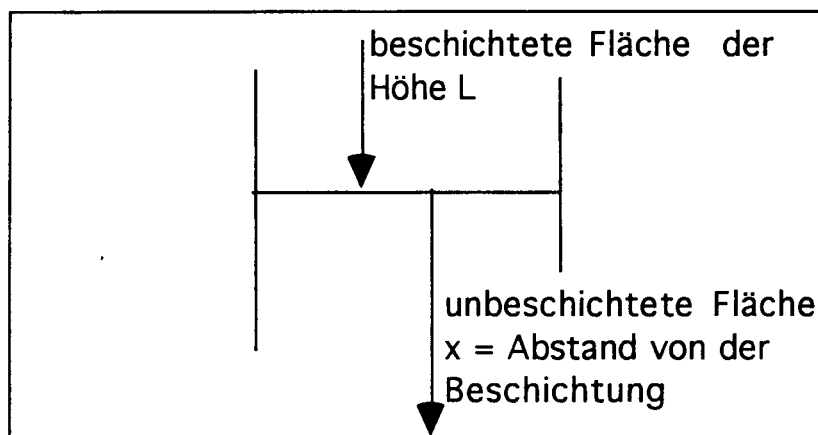 beschichtete Fläche der
Höhe L
unbeschichtete Fläche
x = Abstand von der
Beschichtung